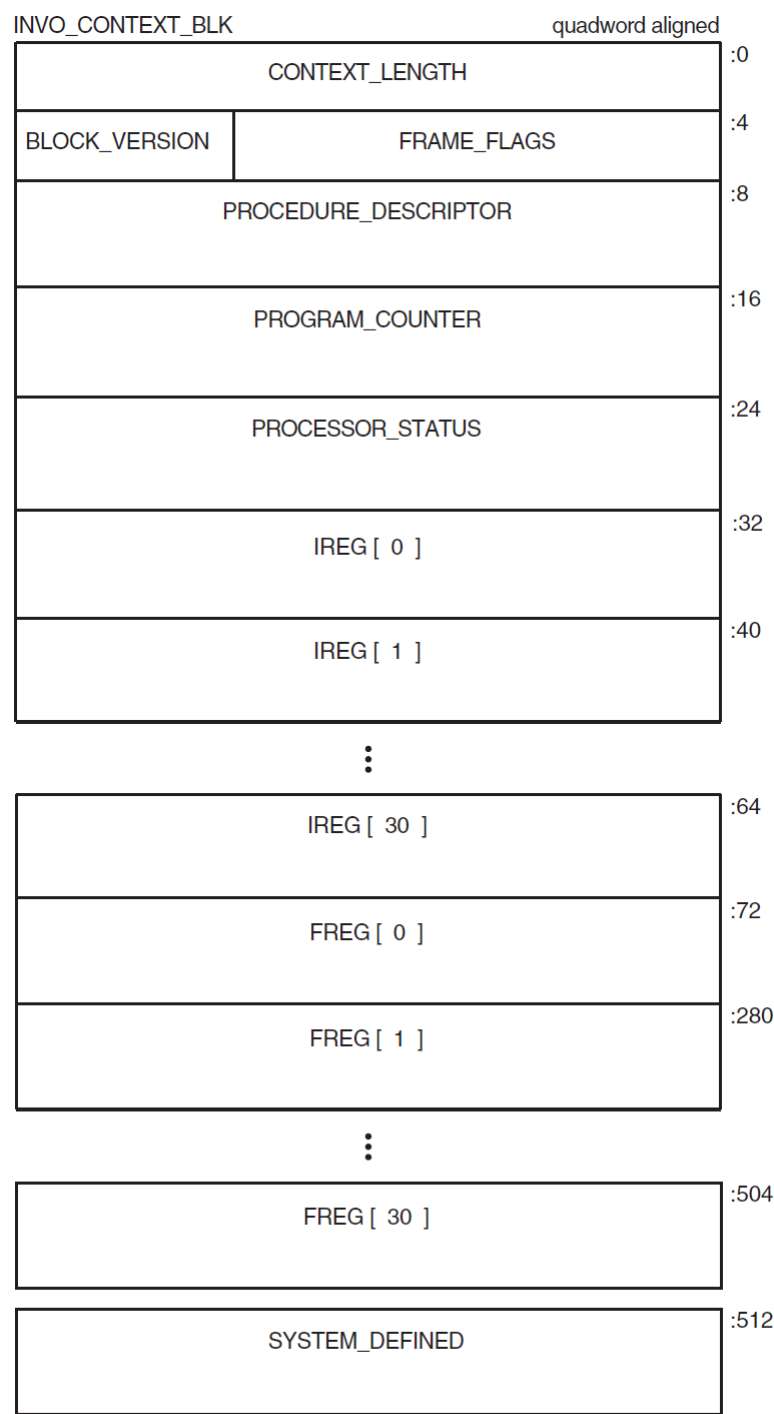 INVO_CONTEXT_BLK quadword aligned
CONTEXT_LENGTH :0
:4
BLOCK_VERSION FRAME_FLAGS
:8
PROCEDURE_DESCRIPTOR
:16
PROGRAM_COUNTER
:24
PROCESSOR_STATUS
:32
IREG [ 0 ]
:40
IREG [ 1 ]
:64
IREG [ 30 ]
:72
FREG [ 0 ]
:280
FREG [ 1 ]
:504
FREG [ 30 ]
:512
SYSTEM_DEFINED